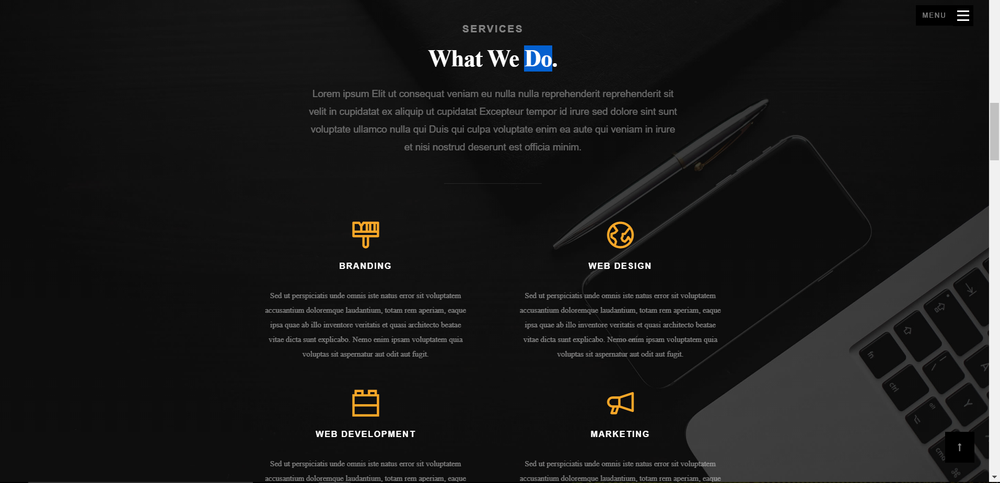 MENU
SERVICES
What We Do.
Lorem ipsum Elit ut consequat veniam eu nulla nulla reprehenderit reprehenderit sit
velit in cupidatat ex aliquip ut cupidatat Excepteur tempor id irure sed dolore sint sunt
voluptate ullamco nulla qui Duis qui culpa voluptate enim ea aute qui veniam in irure
et nisi nostrud deserunt est officia minim.
BRANDING
Sed ut perspiciatis unde omnis iste natus error sit voluptatem
accusantium doloremque laudantium, totam rem aperiam, eaque
ipsa quae ab illo inventore veritatis et quasi architecto beatae
vitae dicta sunt explicabo. Nemo enim ipsam voluptatem quia
voluptas sit aspernatur aut odit aut fugit.
WEB DESIGN
Sed ut perspiciatis unde omnis iste natus error sit voluptatem
accusantium doloremque laudantium, totam rem aperiam, eaque
ipsa quae ab illo inventore veritatis et quasi architecto beatae
vitae dicta sunt explicabo. Nemo enim ipsam voluptatem quia
voluptas sit aspernatur aut odit aut fugit.
WEB DEVELOPMENT
Sed ut perspiciatis unde omnis iste natus error sit voluptatem
accusantium doloremque laudantium, totam rem aperiam, eaque
MARKETING
Sed ut perspiciatis unde omnis iste natus error sit voluptatem
accusantium doloremque laudantium, totam rem aperiam, eaque
fn
ctrl
alt
cmd
A
Y